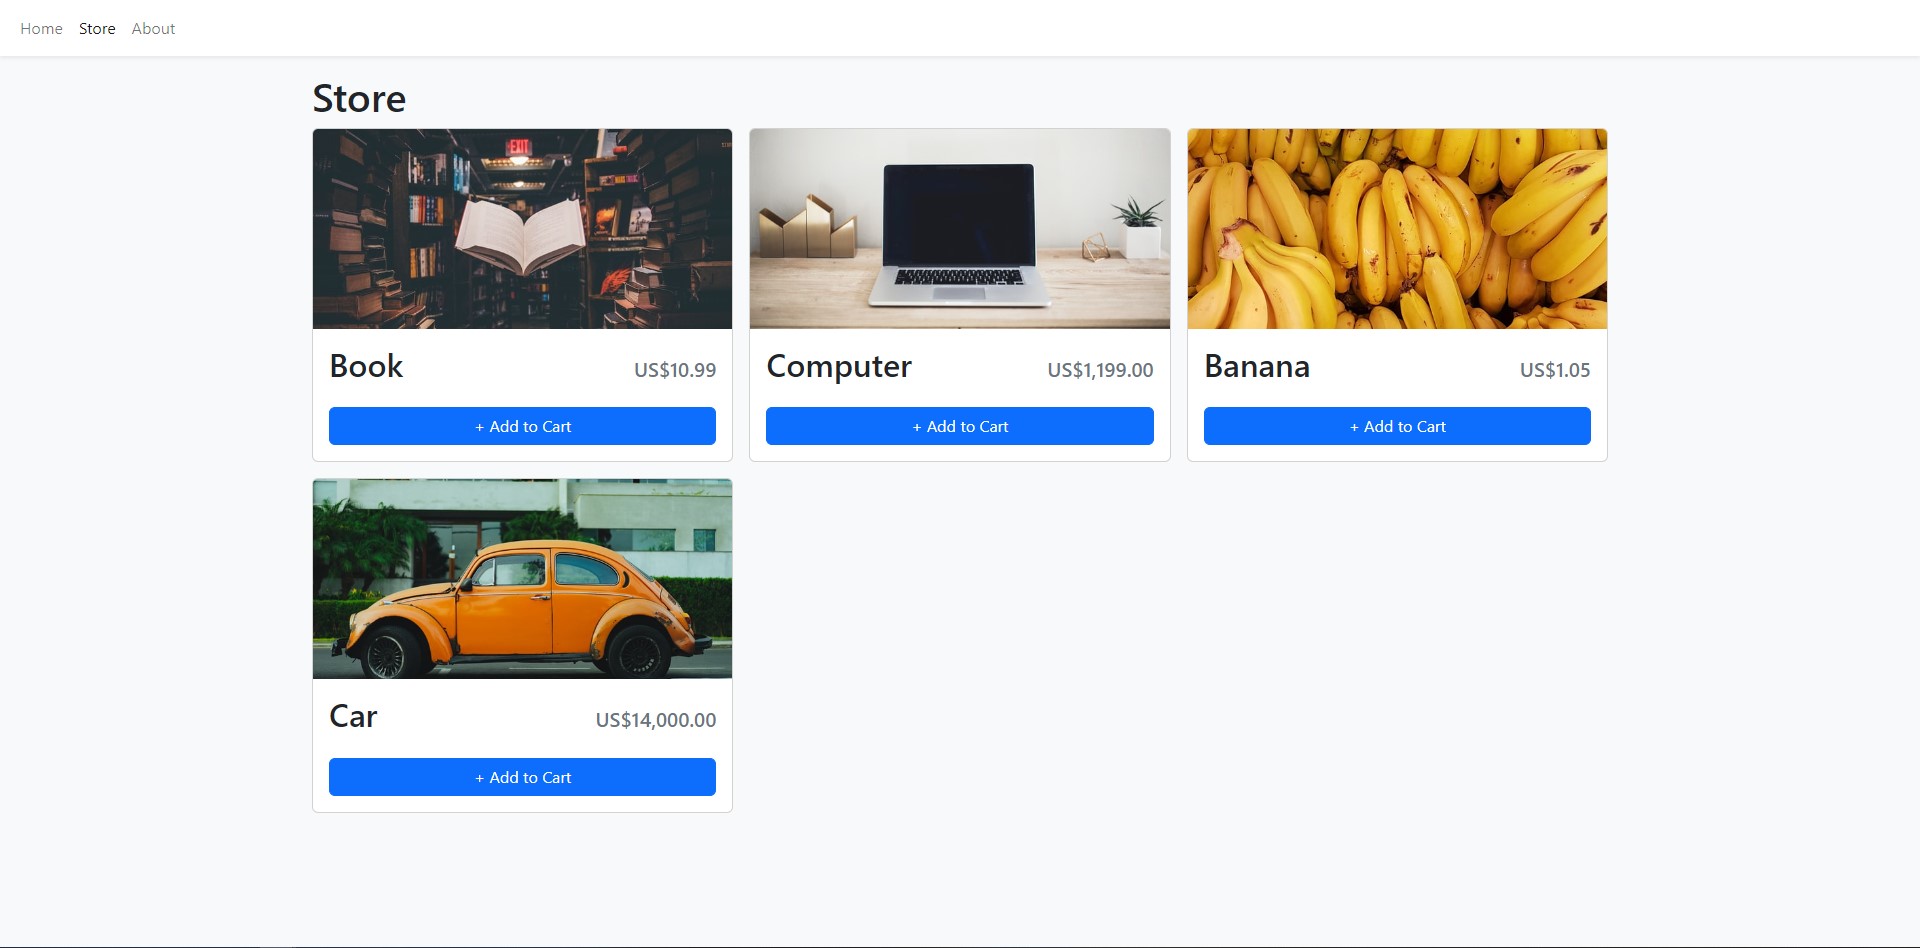 Home Store About
Store
EXIT
Book US$10.99
+ Add to Cart
Computer US$1,199.00
+ Add to Cart
Banana US$1.05
+ Add to Cart
Car US$14,000.00
+ Add to Cart